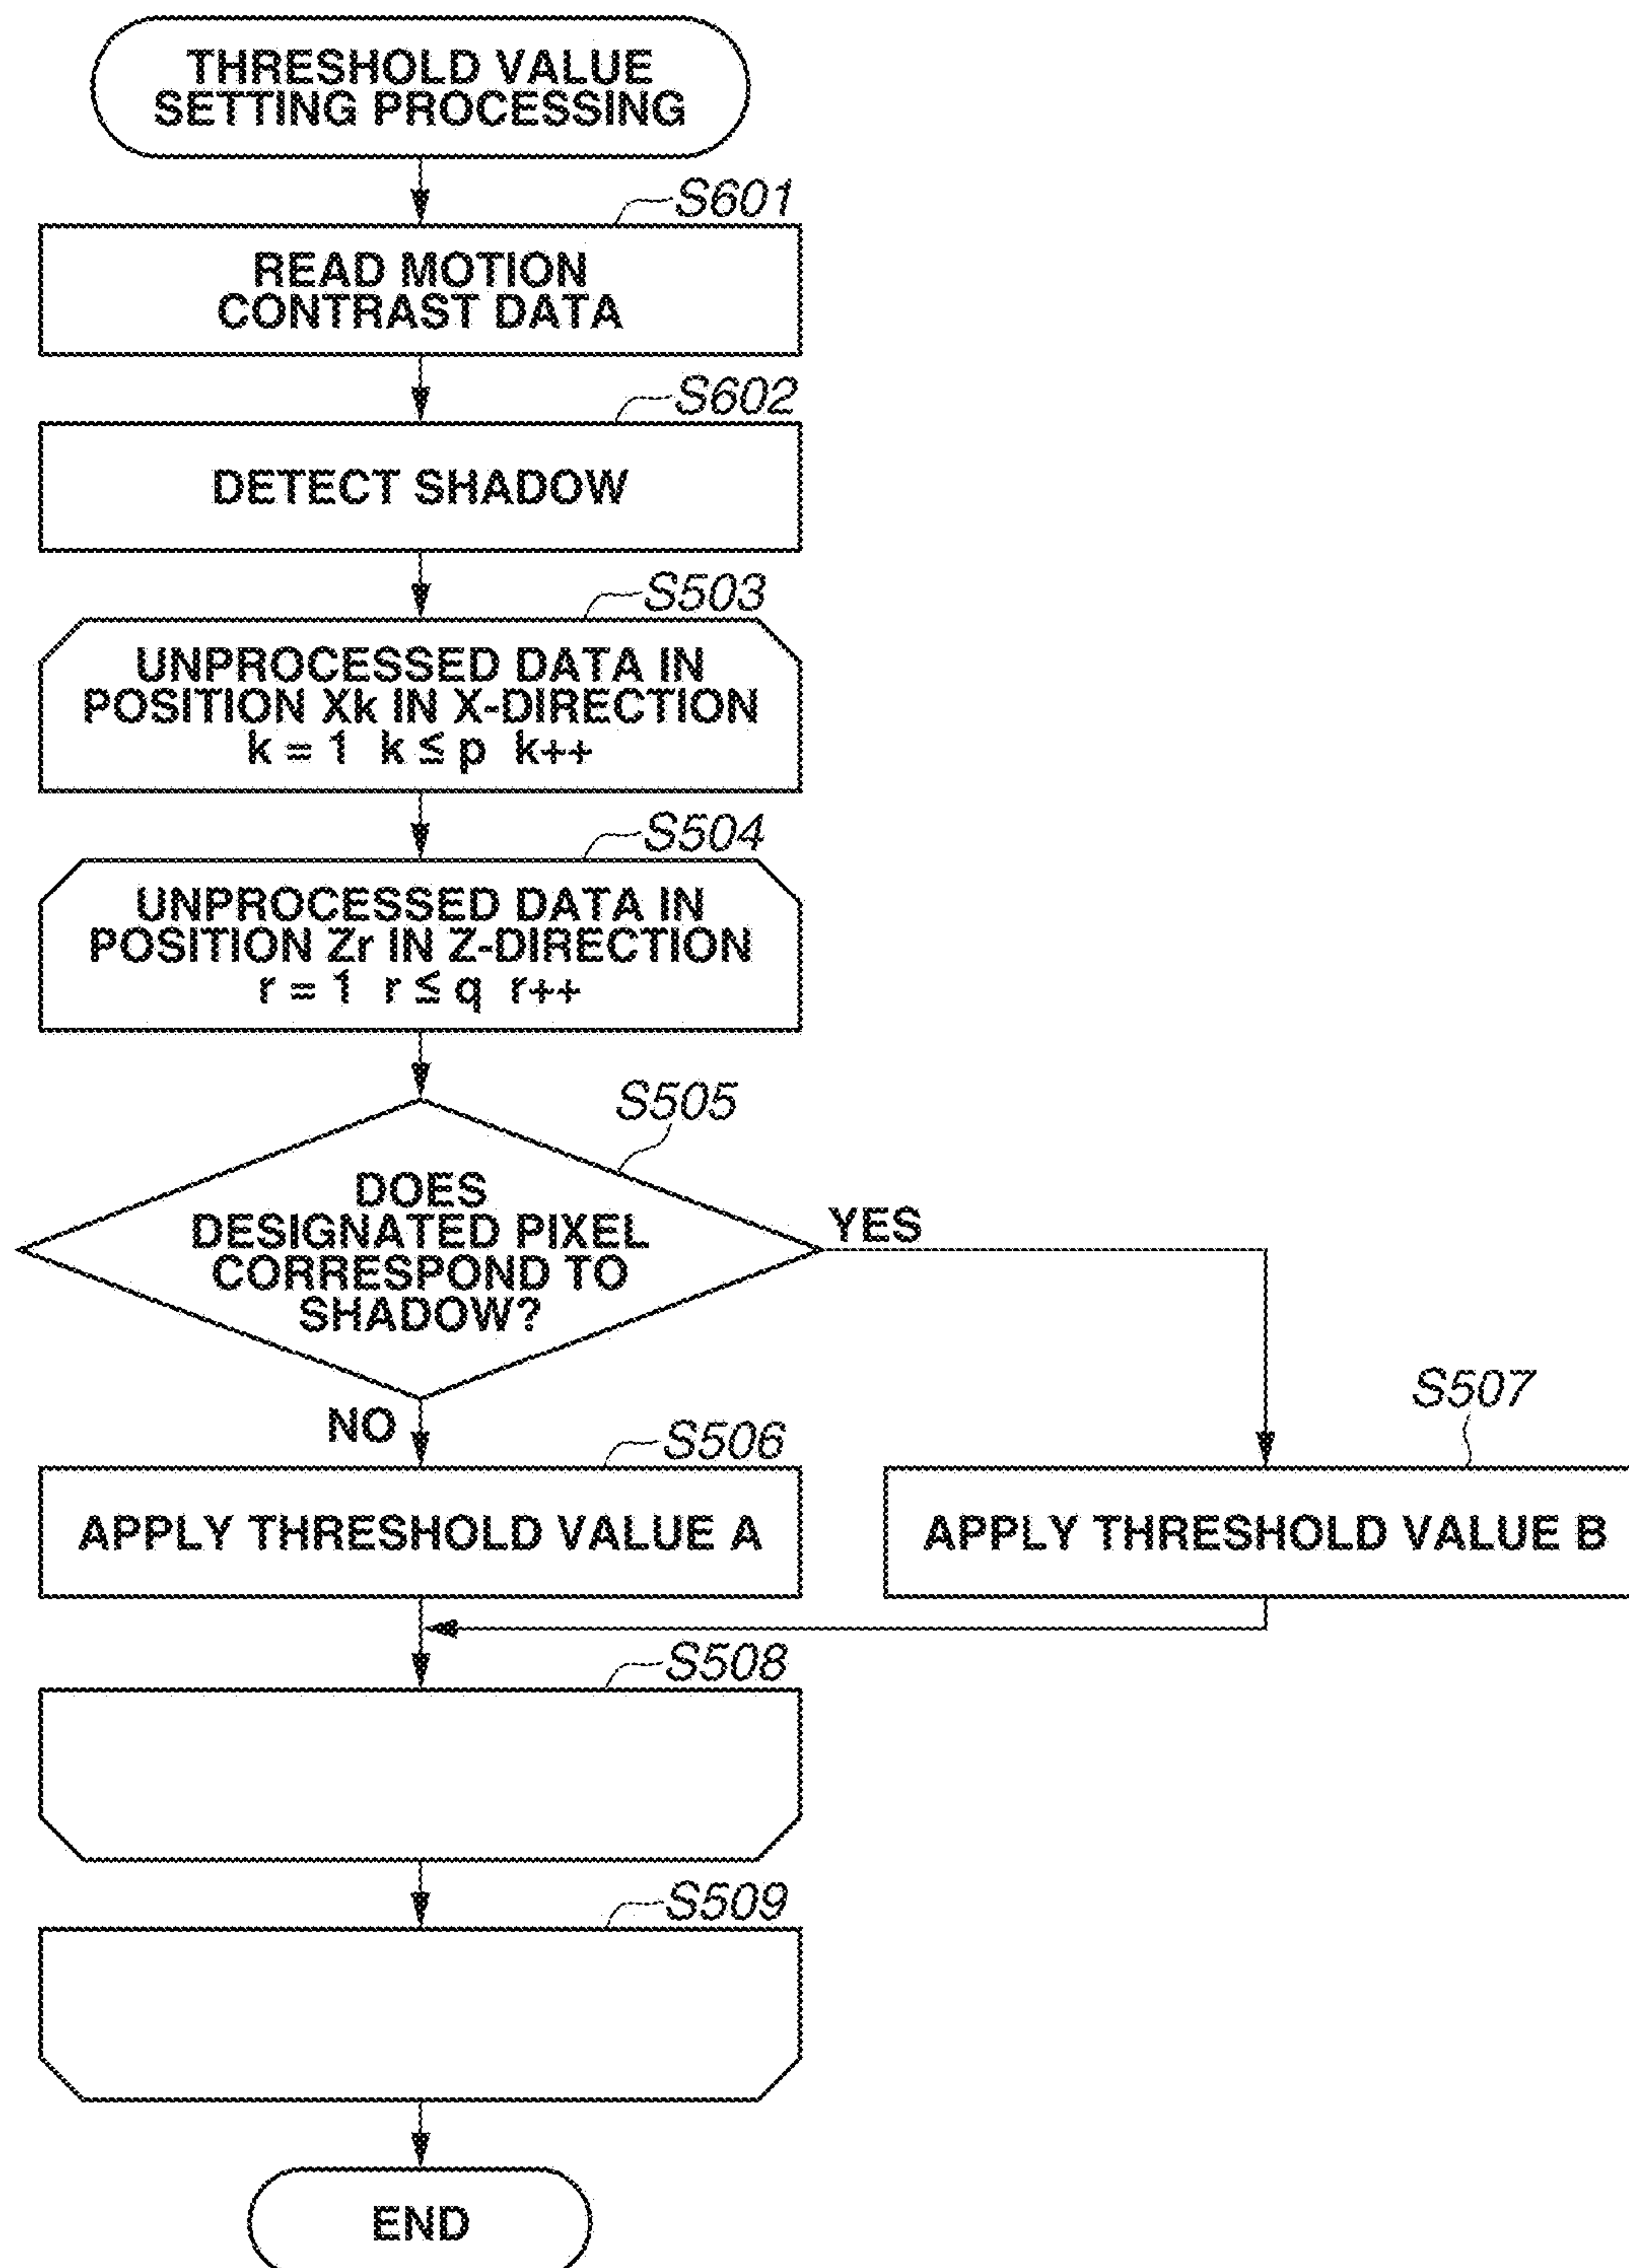 THRESHOLD VALUE
SETTING PROCESSING
S601
READ MOTION
CONTRAST DATA
S602
DETECT SHADOW
S503
UNPROCESSED DATA IN
POSITION Xk IN X-DIRECTION
k = 1 k ≤ p k++
S504
UNPROCESSED DATA IN
POSITION Zr IN Z-DIRECTION
r = 1 r ≤ q r++
S505
DOES
DESIGNATED PIXEL
CORRESPOND TO
SHADOW?
YES
NO
S506
APPLY THRESHOLD VALUE A
S507
APPLY THRESHOLD VALUE B
S508
S509
END